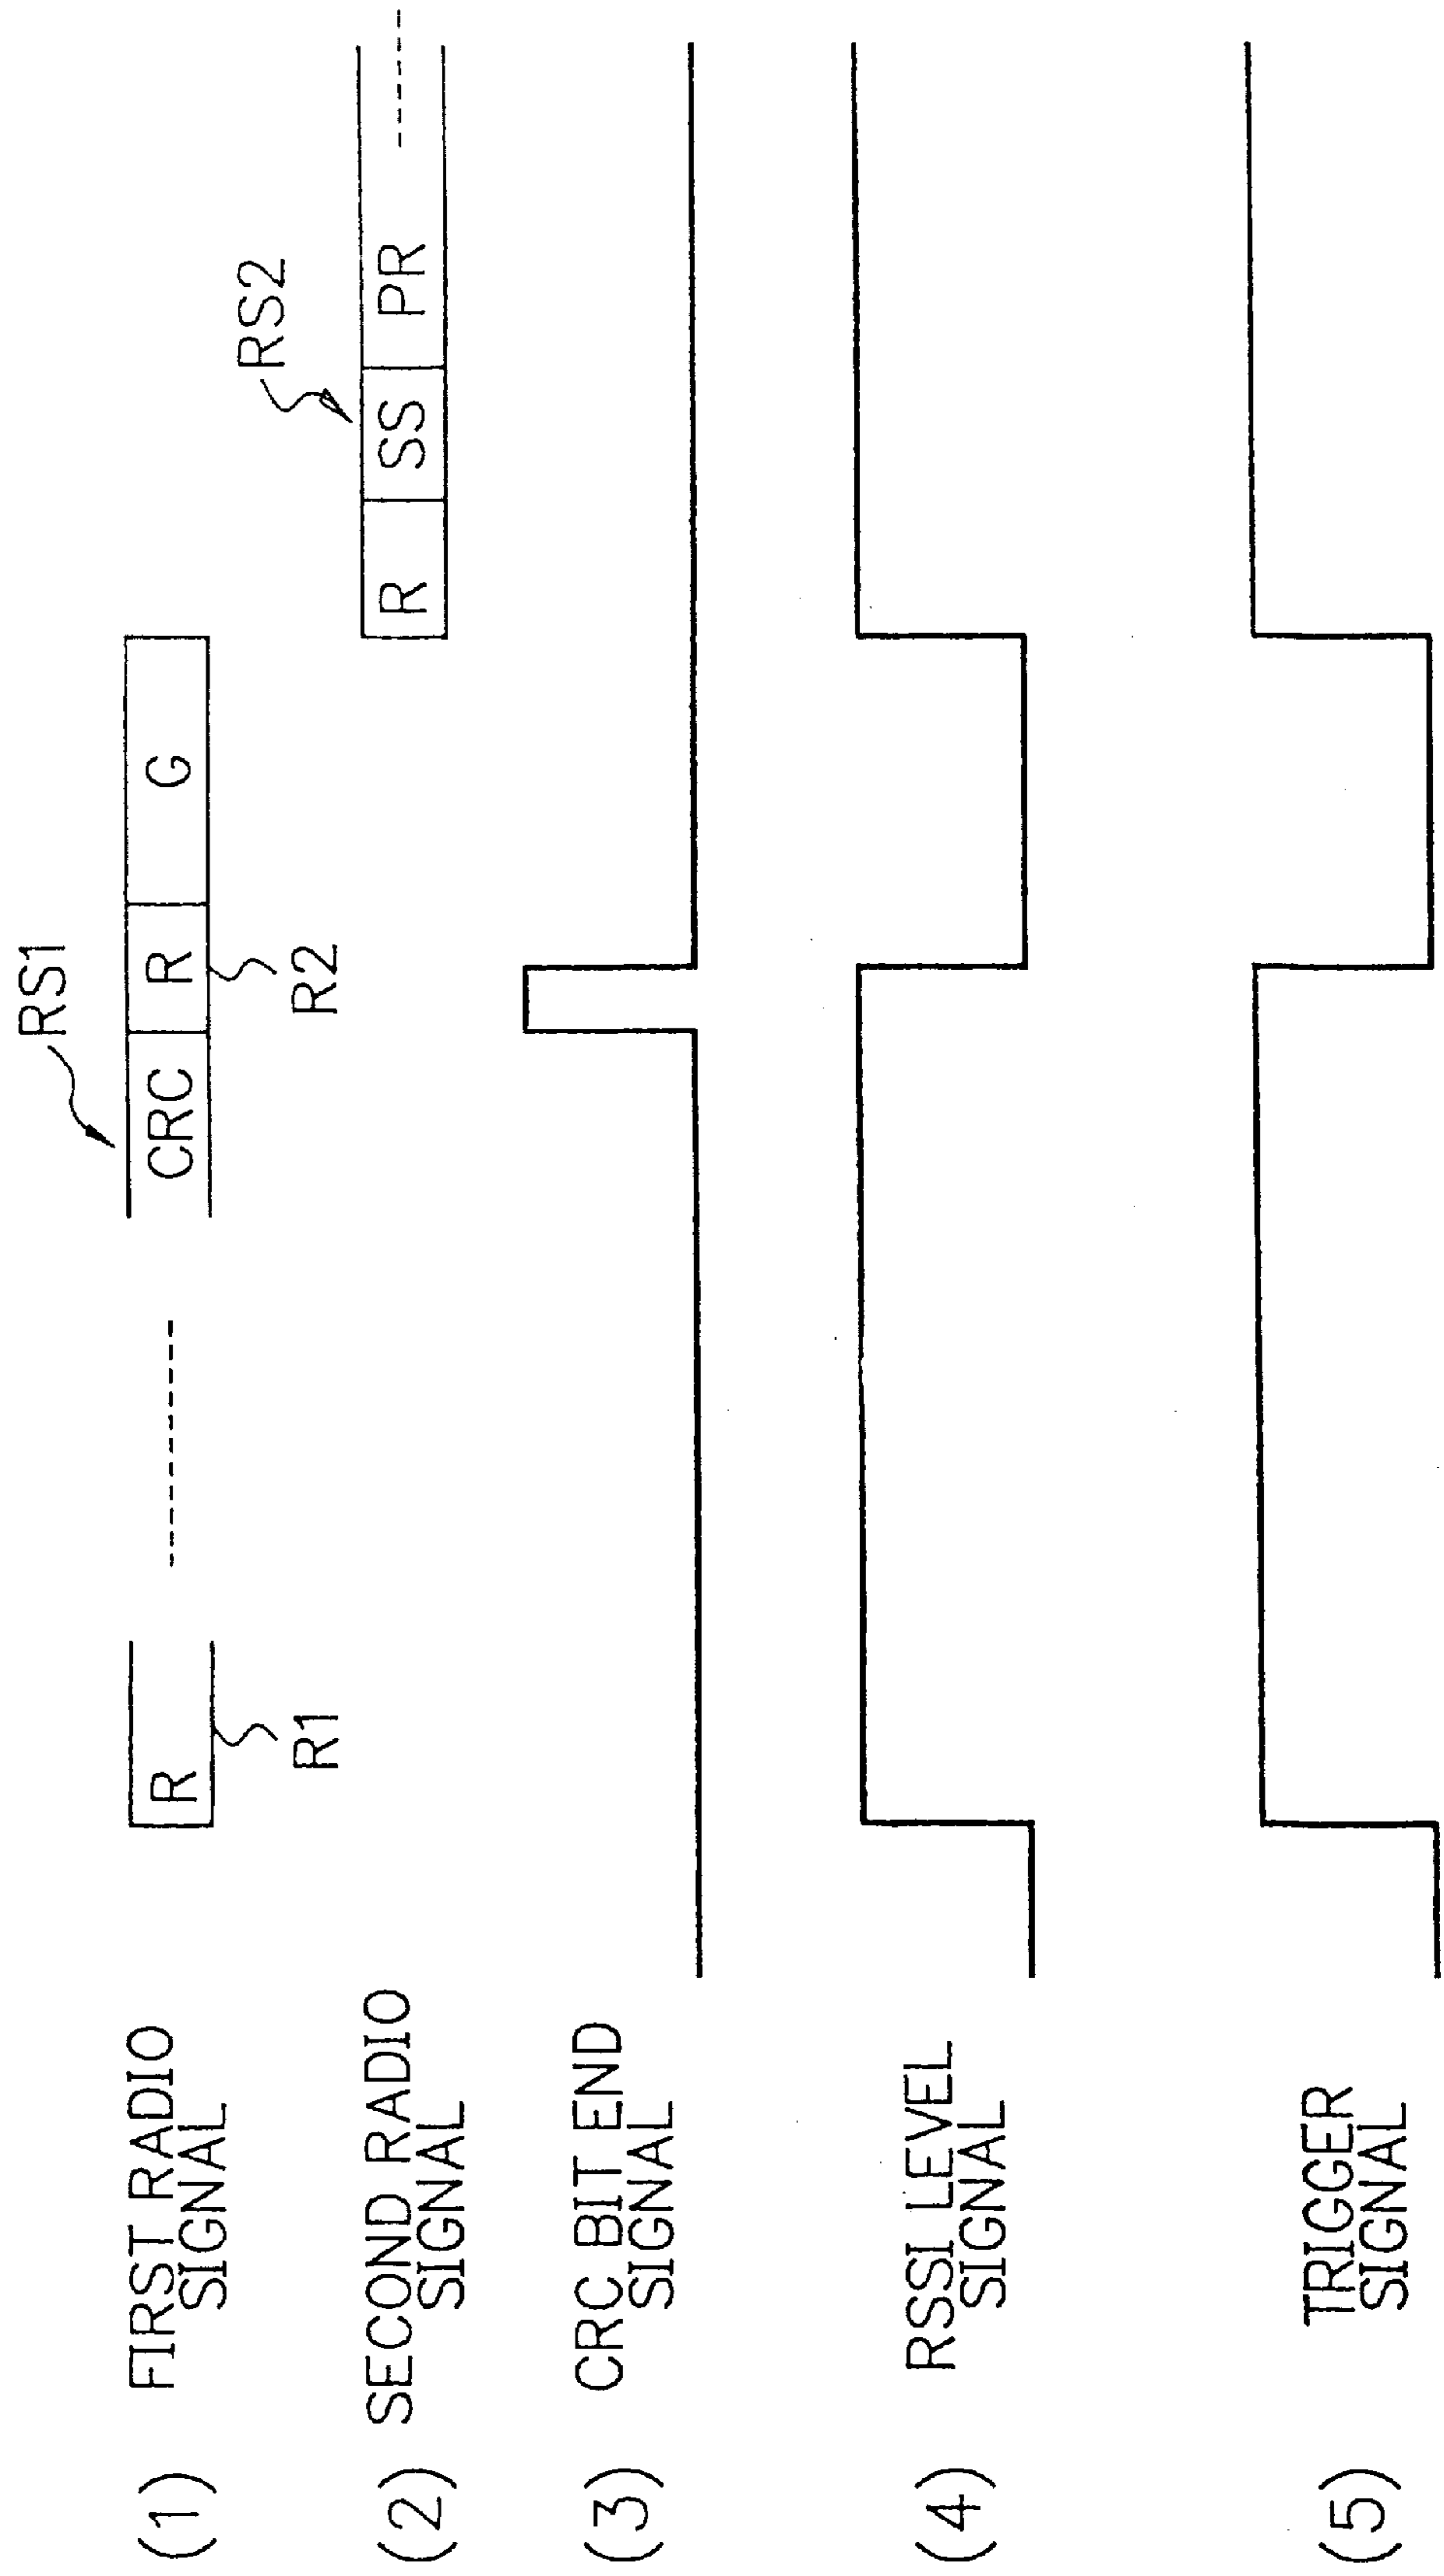 RS1
(1) FIRST RADIO SIGNAL
R
CRC
R
G
R1
R2
RS2
(2) SECOND RADIO SIGNAL
R
SS
PR
(3) CRC BIT END SIGNAL
(4) RSSI LEVEL SIGNAL
(5) TRIGGER SIGNAL